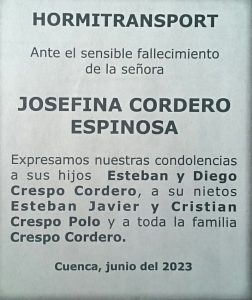 HORMITRANSPORT
Ante el sensible fallecimiento
de la señora
JOSEFINA CORDERO
ESPINOSA
Expresamos nuestras condolencias
a sus hijos Esteban y Diego
Crespo Cordero, a su nietos
Esteban Javier y Cristian
Crespo Polo y a toda la familia
Crespo Cordero.
Cuenca, junio del 2023